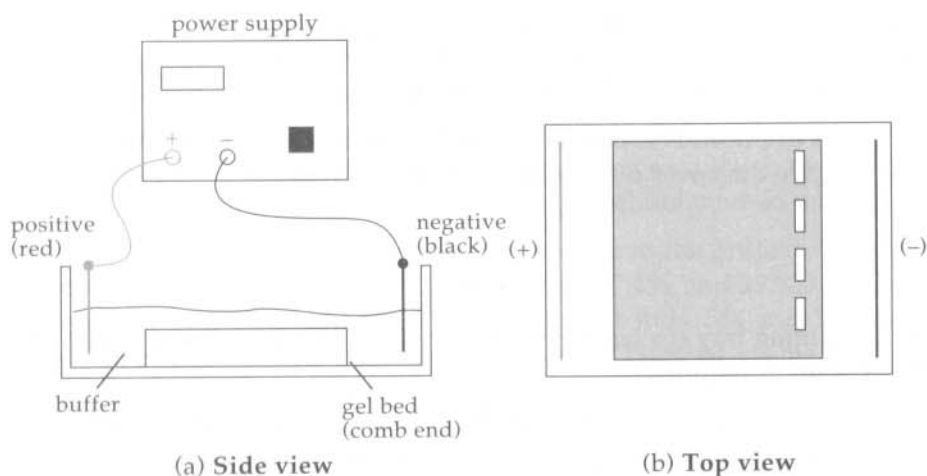 power supply
+ −
positive
(red)
negative
(black)
buffer
gel bed
(comb end)
(a) Side view
(+)
(−)
(b) Top view